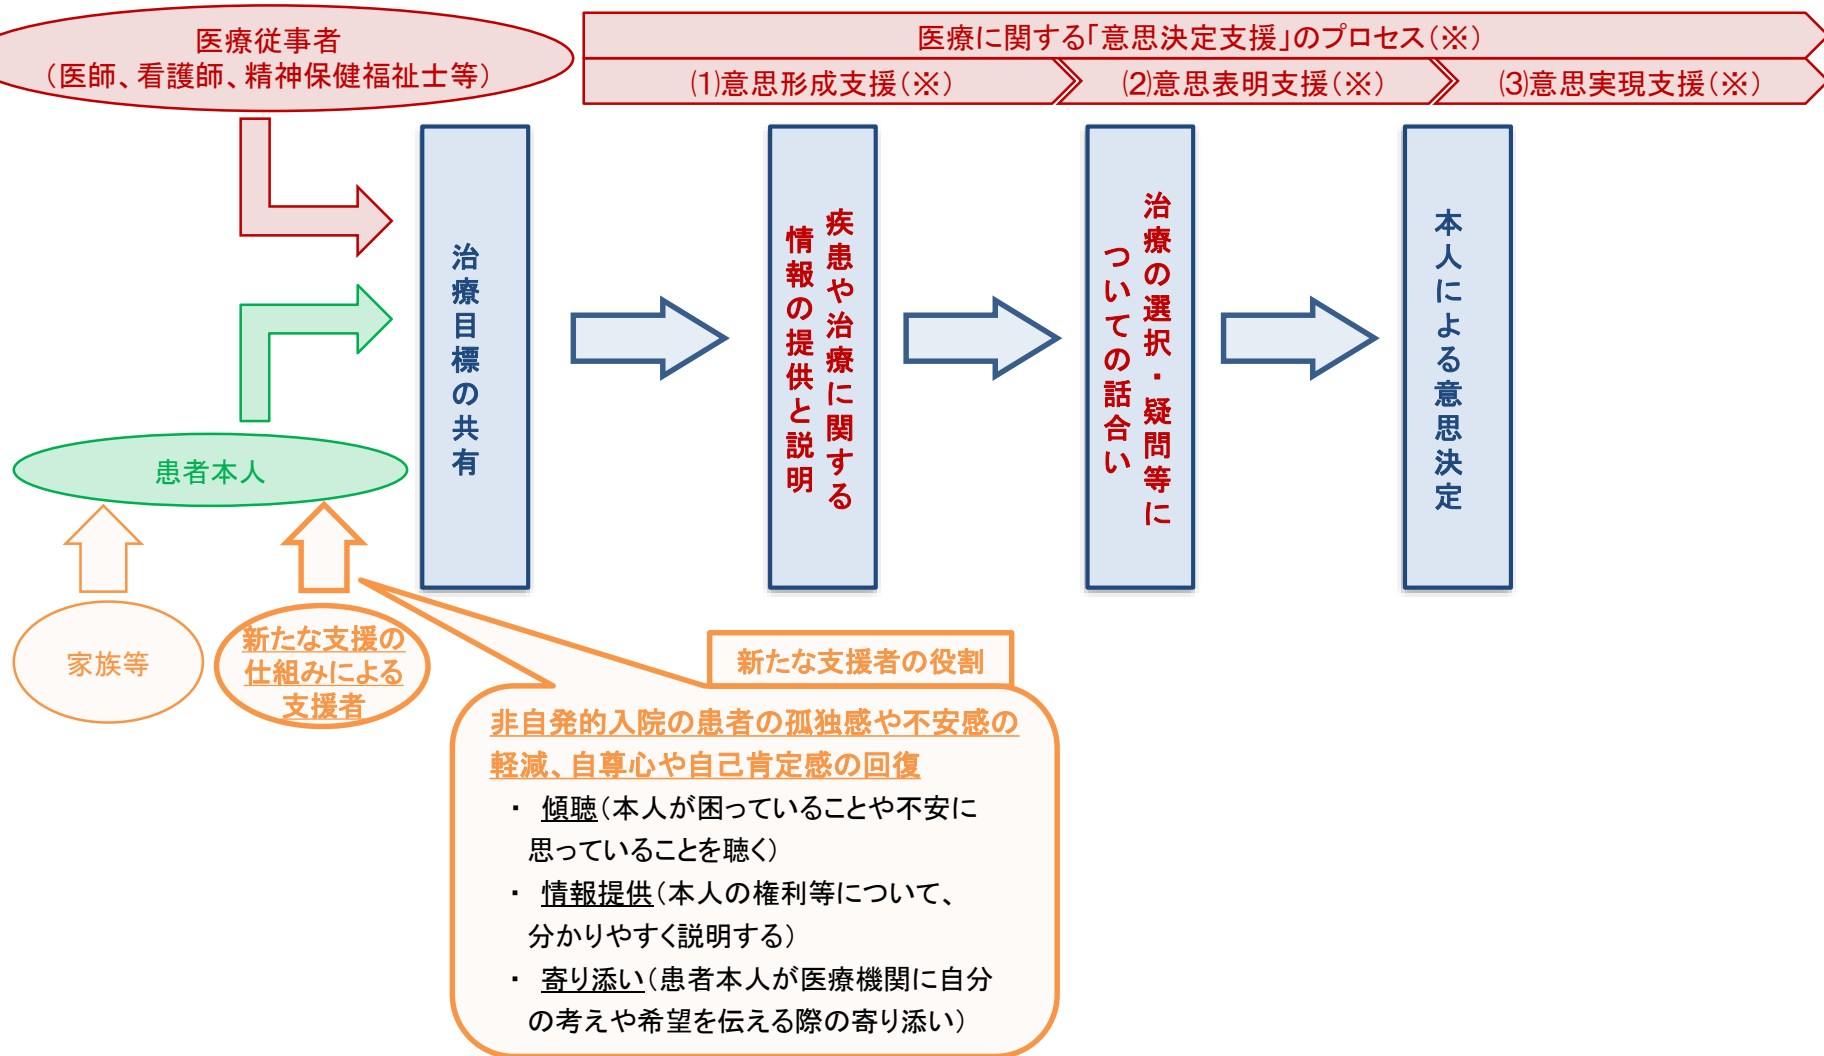 医療従事者
（医師、看護師、精神保健福祉士等）
医療に関する「意思決定支援」のプロセス（※）
⑴意思形成支援（※）
⑵意思表明支援（※）
⑶意思実現支援（※）
治療目標の共有
疾患や治療に関する
情報の提供と説明
治療の選択・疑問等に
ついての話合い
本人による意思決定
患者本人
家族等
新たな支援の
仕組みによる
支援者
新たな支援者の役割
非自発的入院の患者の孤独感や不安感の
軽減、自尊心や自己肯定感の回復
・ 傾聴（本人が困っていることや不安に
思っていることを聴く）
・ 情報提供（本人の権利等について、
分かりやすく説明する）
・ 寄り添い（患者本人が医療機関に自分
の考えや希望を伝える際の寄り添い）